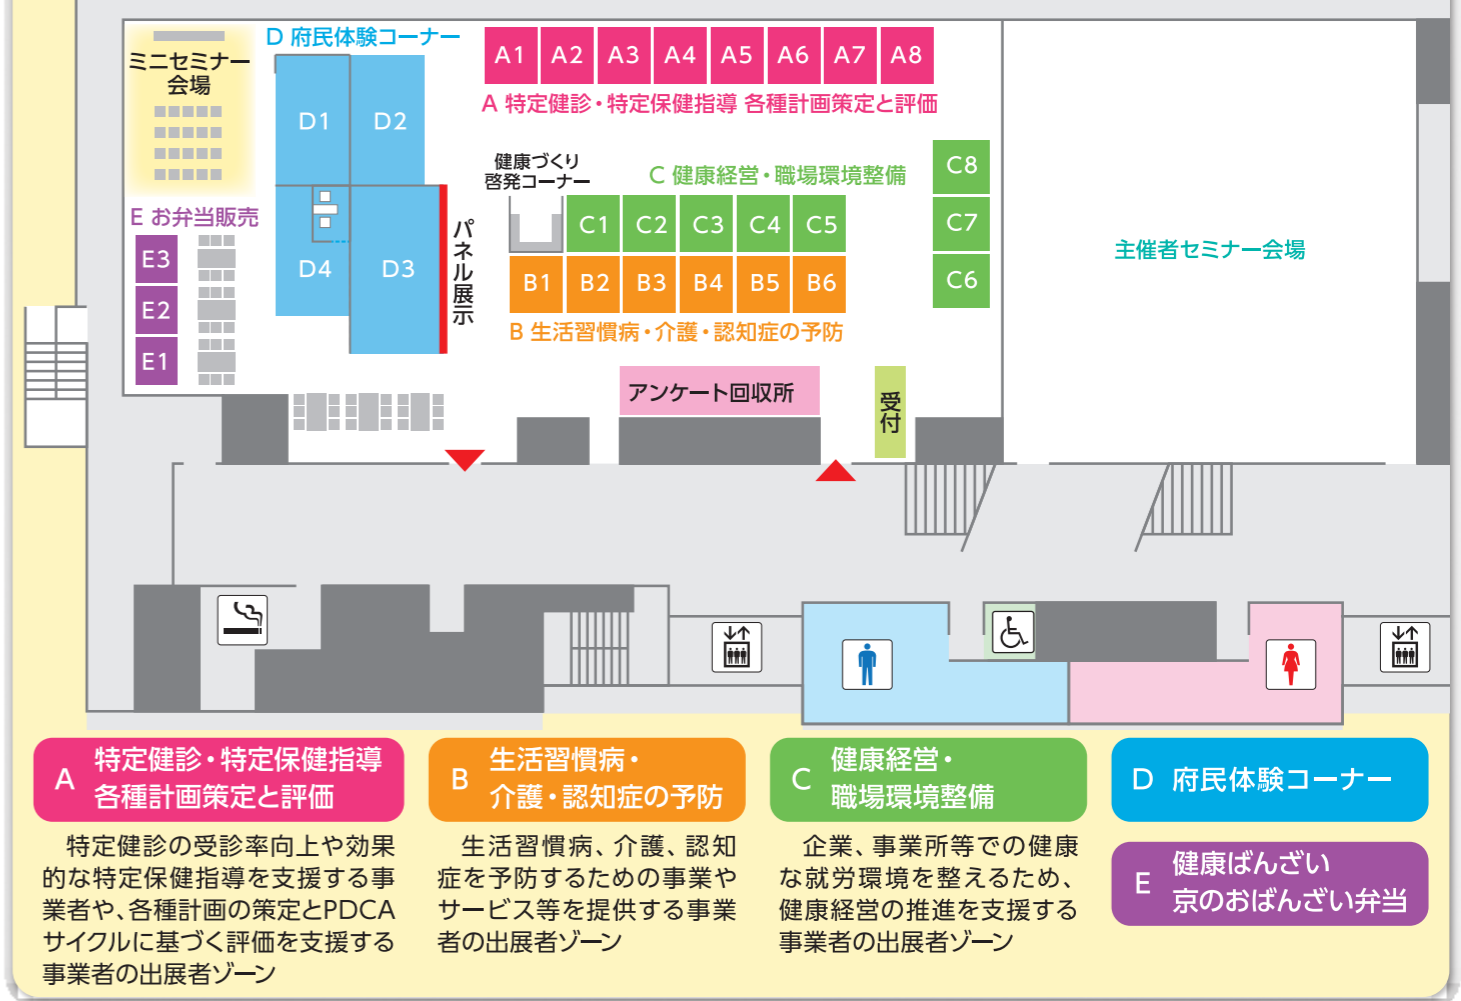 ミニセミナー
会場
D 府民体験コーナー
D1
D2
D4
D3
パネル展示
E お弁当販売
E3
E2
E1
A1
A2
A3
A4
A5
A6
A7
A8
A 特定健診・特定保健指導 各種計画策定と評価
健康づくり
啓発コーナー
C 健康経営・職場環境整備
C1
C2
C3
C4
C5
C8
C7
C6
B1
B2
B3
B4
B5
B6
B 生活習慣病・介護・認知症の予防
主催者セミナー会場
アンケート回収所
受付
A 特定健診・特定保健指導
各種計画策定と評価
特定健診の受診率向上や効果
的な特定保健指導を支援する事
業者や、各種計画の策定とPDCA
サイクルに基づく評価を支援する
事業者の出展者ゾーン
B 生活習慣病・
介護・認知症の予防
生活習慣病、介護、認知
症を予防するための事業や
サービス等を提供する事業
者の出展者ゾーン
C 健康経営・
職場環境整備
企業、事業所等での健康
な就労環境を整えるため、
健康経営の推進を支援する
事業者の出展者ゾーン
D 府民体験コーナー
E 健康ばんざい
京のおばんざい弁当